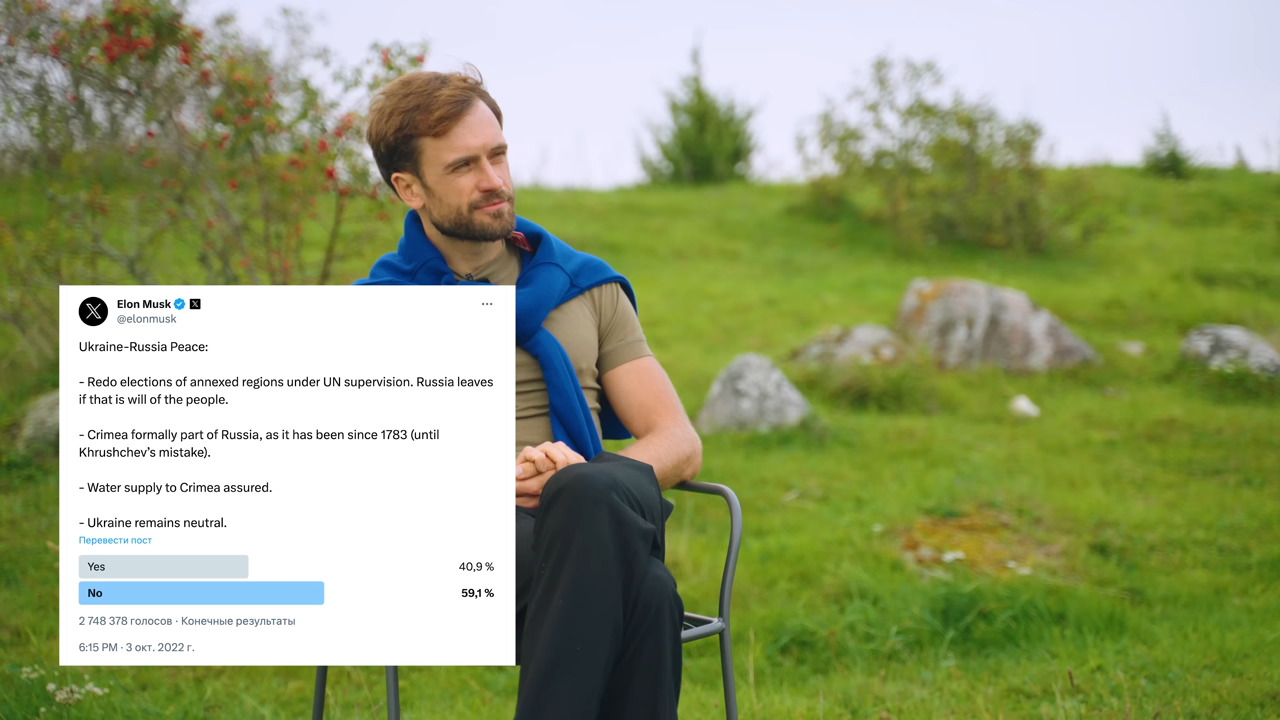 Elon Musk
@elonmusk
Ukraine-Russia Peace:
- Redo elections of annexed regions under UN supervision. Russia leaves
if that is will of the people.
- Crimea formally part of Russia, as it has been since 1783 (until
Khrushchev’s mistake).
- Water supply to Crimea assured.
- Ukraine remains neutral.
Перевести пост
Yes 40,9 %
No 59,1 %
2 748 378 голосов · Конечные результаты
6:15 PM · 3 окт. 2022 г.